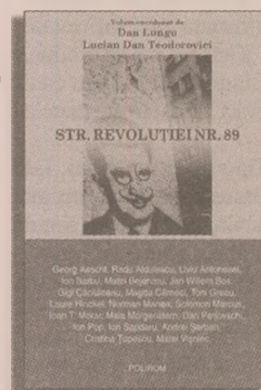 Volum coordonat de
Dan Lungu
Lucian Dan Teodorovici
STR. REVOLUȚIEI NR. 89
Georg Aescht, Radu Aldulescu, Liviu Antonesei,
Ion Barbu, Matei Bejenaru, Jan Willem Bos,
Gigi Căciuleanu, Magda Cârneci, Toni Grecu,
Laure Hinckel, Norman Manea, Solomon Marcus,
Ioan T. Morar, Maia Morgenstern, Dan Perjovschi,
Ion Pop, Ion Sapdaru, Andrei Șerban,
Cristina Țopescu, Matei Vișniec
POLIROM